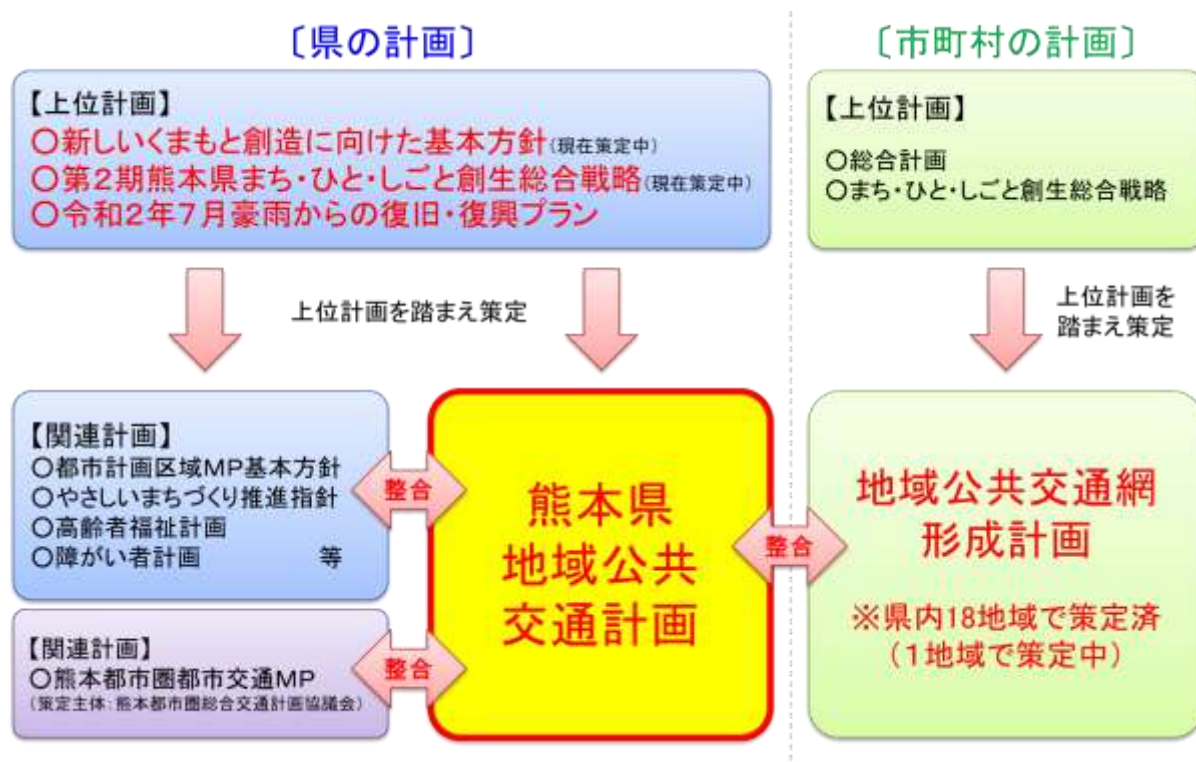 〔県の計画〕
【上位計画】
〇新しいくまもと創造に向けた基本方針(現在策定中)
〇第2期熊本県まち・ひと・しごと創生総合戦略(現在策定中)
〇令和2年7月豪雨からの復旧・復興プラン
上位計画を踏まえ策定
【関連計画】
〇都市計画区域MP基本方針
〇やさしいまちづくり推進指針
〇高齢者福祉計画
〇障がい者計画 等
整合
【関連計画】
〇熊本都市圏都市交通MP
(策定主体:熊本都市圏総合交通計画協議会)
整合
熊本県
地域公共
交通計画
整合
〔市町村の計画〕
【上位計画】
〇総合計画
〇まち・ひと・しごと創生総合戦略
上位計画を
踏まえ策定
地域公共交通網
形成計画
※県内18地域で策定済
(1地域で策定中)